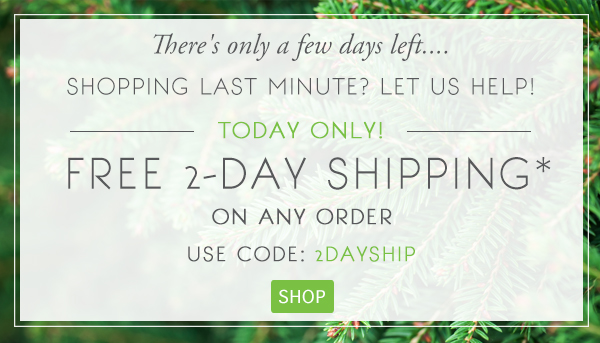 There's only a few days left....
SHOPPING LAST MINUTE? LET US HELP!
TODAY ONLY!
FREE 2-DAY SHIPPING*
ON ANY ORDER
USE CODE: 2DAYSHIP
SHOP